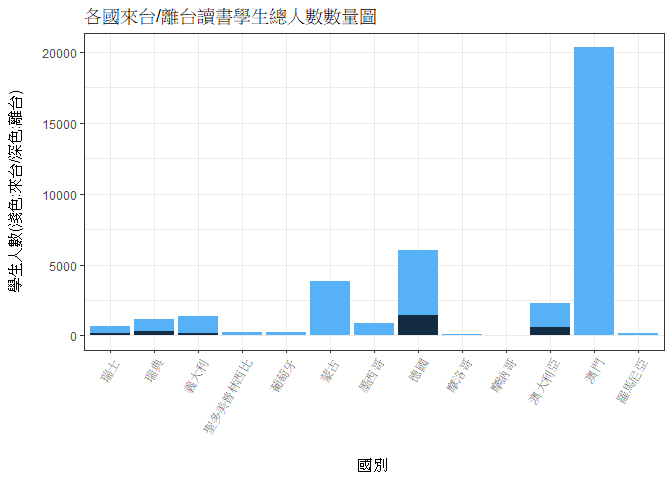 各國來台/離台讀書學生總人數數量圖
學生人數(淺色:來台/深色:離台)
20000
15000
10000
5000
0
瑞士
瑞典
義大利
聖多美普林西比
葡萄牙
蒙古
墨西哥
德國
摩洛哥
摩納哥
澳大利亞
澳門
羅馬尼亞
國別